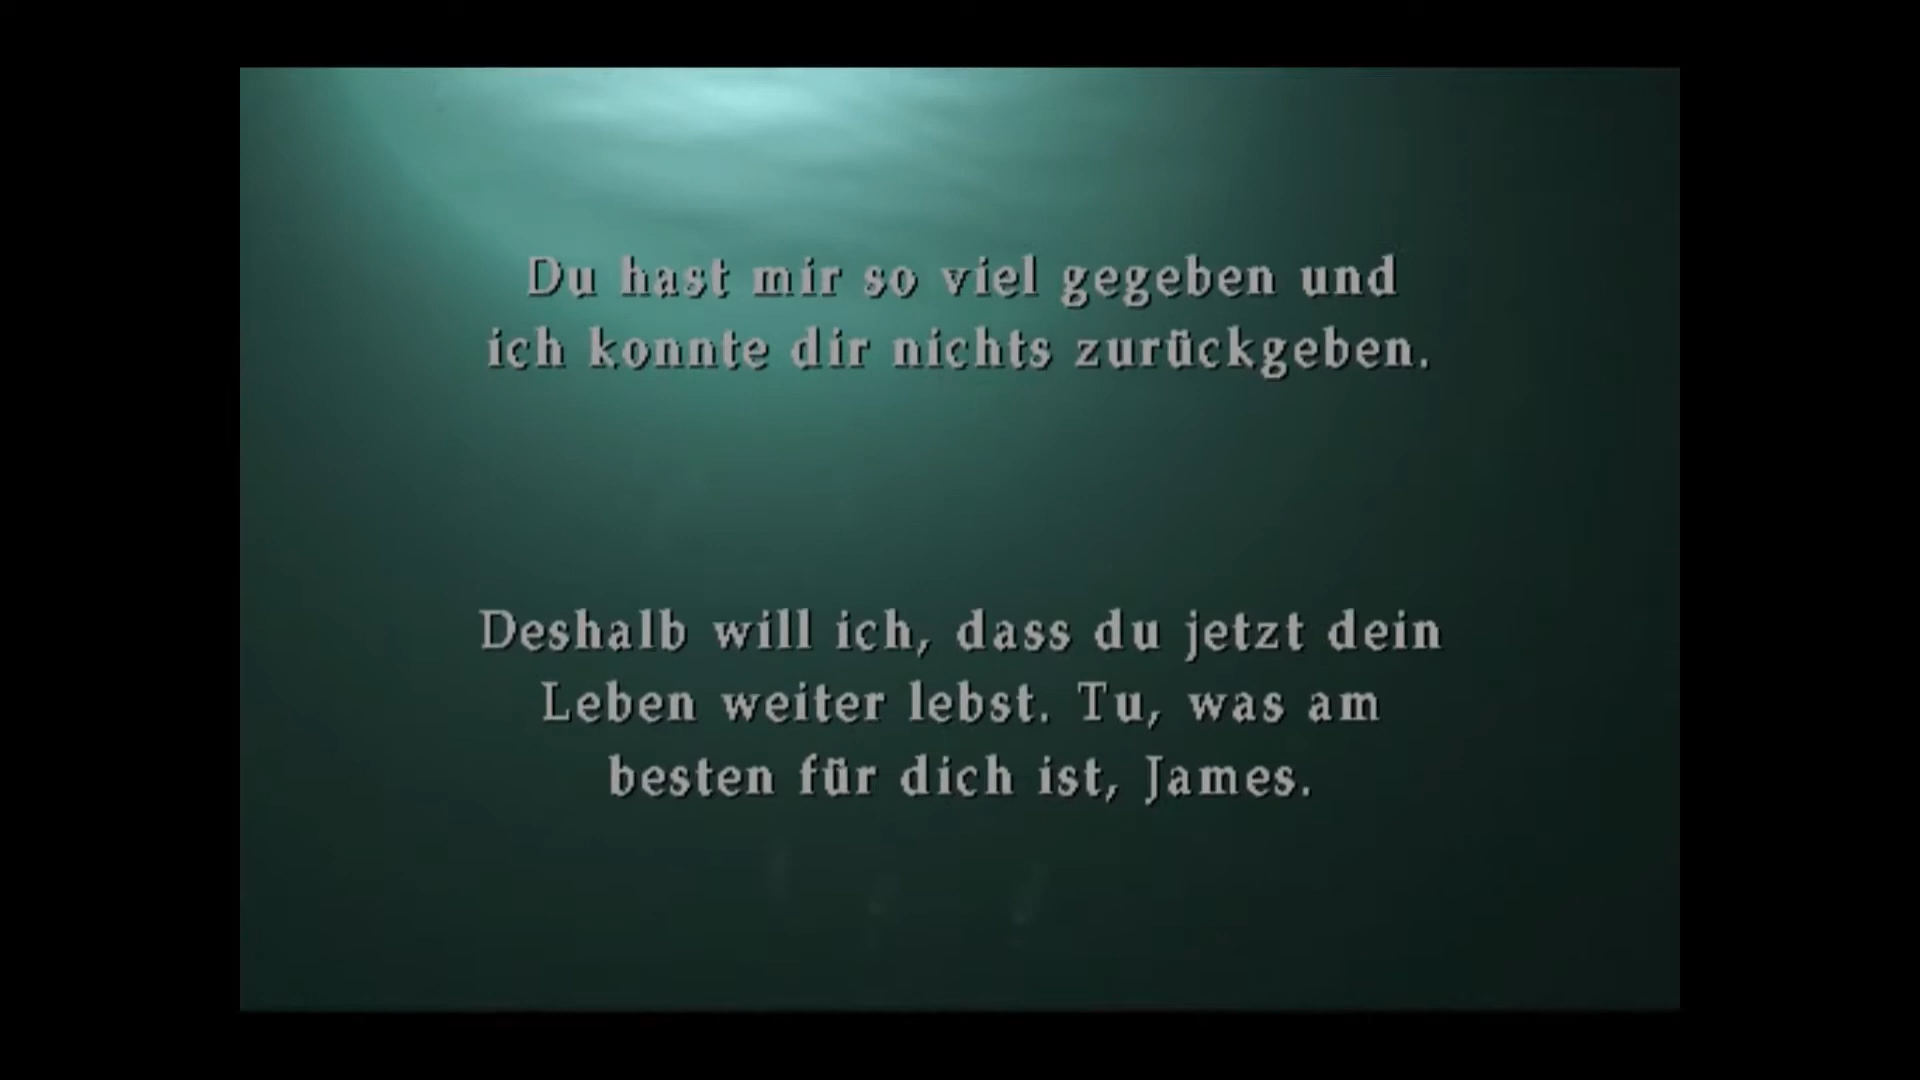 Du hast mir so viel gegeben und
ich konnte dir nichts zurückgeben.
Deshalb will ich, dass du jetzt dein
Leben weiter lebst. Tu, was am
besten für dich ist, James.